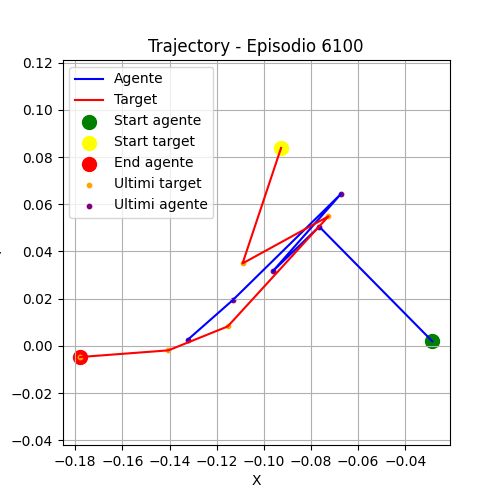 Trajectory - Episodio 6100
0.12
0.10
0.08
0.06
0.04
0.02
0.00
−0.02
−0.04
Agente
Target
Start agente
Start target
End agente
Ultimi target
Ultimi agente
−0.18 −0.16 −0.14 −0.12 −0.10 −0.08 −0.06 −0.04
X